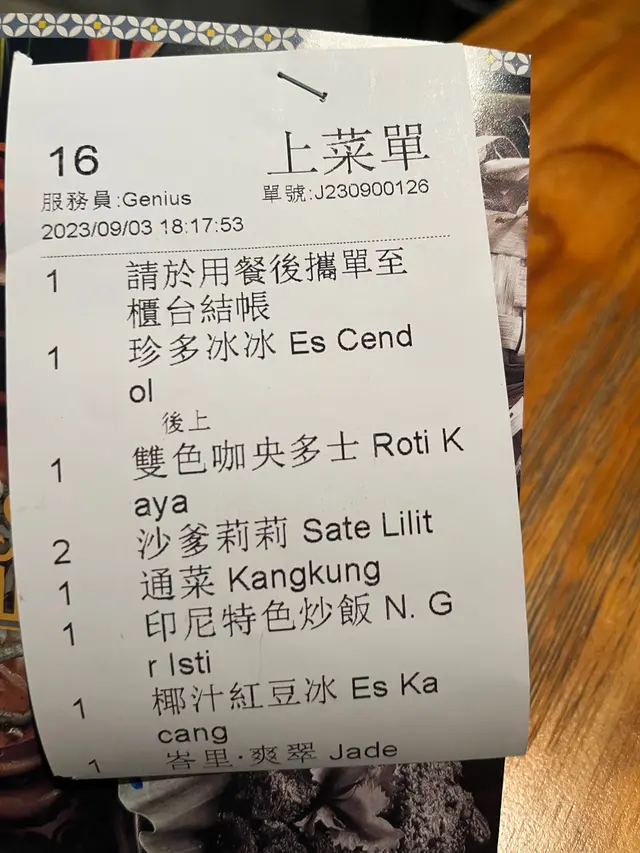 16 上菜單
服務員:Genius 單號:J230900126
2023/09/03 18:17:53
1 請於用餐後攜單至
櫃台結帳
1 珍多冰冰 Es Cend
ol
後上
1 雙色咖央多士 Roti K
aya
2 沙爹莉莉 Sate Lilit
1 通菜 Kangkung
1 印尼特色炒飯 N. G
r Isti
1 椰汁紅豆冰 Es Ka
cang
1 峇里·爽翠 Jade